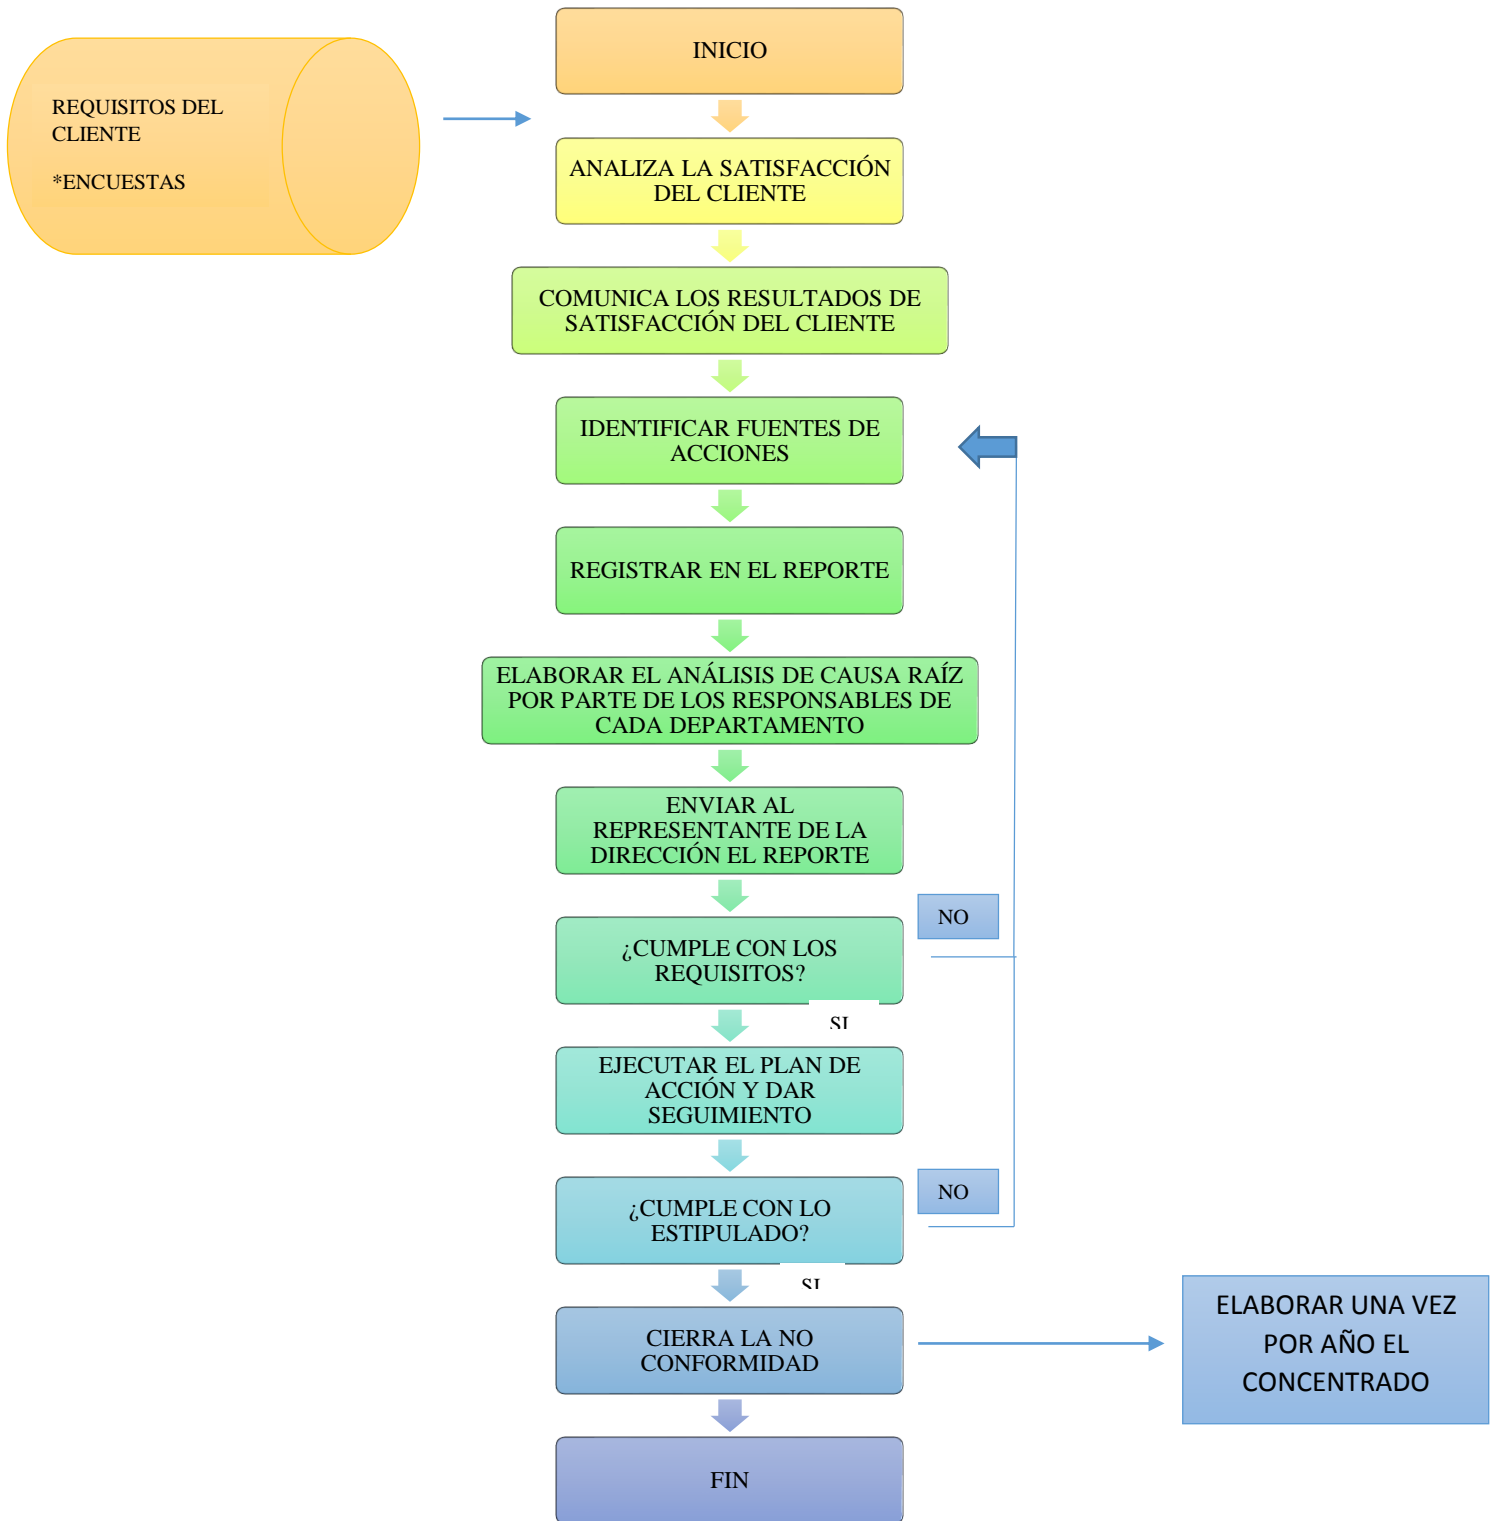 INICIO
REQUISITOS DEL
CLIENTE
*ENCUESTAS
ANALIZA LA SATISFACCIÓN
DEL CLIENTE
COMUNICA LOS RESULTADOS DE
SATISFACCIÓN DEL CLIENTE
IDENTIFICAR FUENTES DE
ACCIONES
REGISTRAR EN EL REPORTE
ELABORAR EL ANÁLISIS DE CAUSA RAÍZ
POR PARTE DE LOS RESPONSABLES DE
CADA DEPARTAMENTO
ENVIAR AL
REPRESENTANTE DE LA
DIRECCIÓN EL REPORTE
NO
¿CUMPLE CON LOS
REQUISITOS?
SI
EJECUTAR EL PLAN DE
ACCIÓN Y DAR
SEGUIMIENTO
NO
¿CUMPLE CON LO
ESTIPULADO?
SI
CIERRA LA NO
CONFORMIDAD
ELABORAR UNA VEZ
POR AÑO EL
CONCENTRADO
FIN